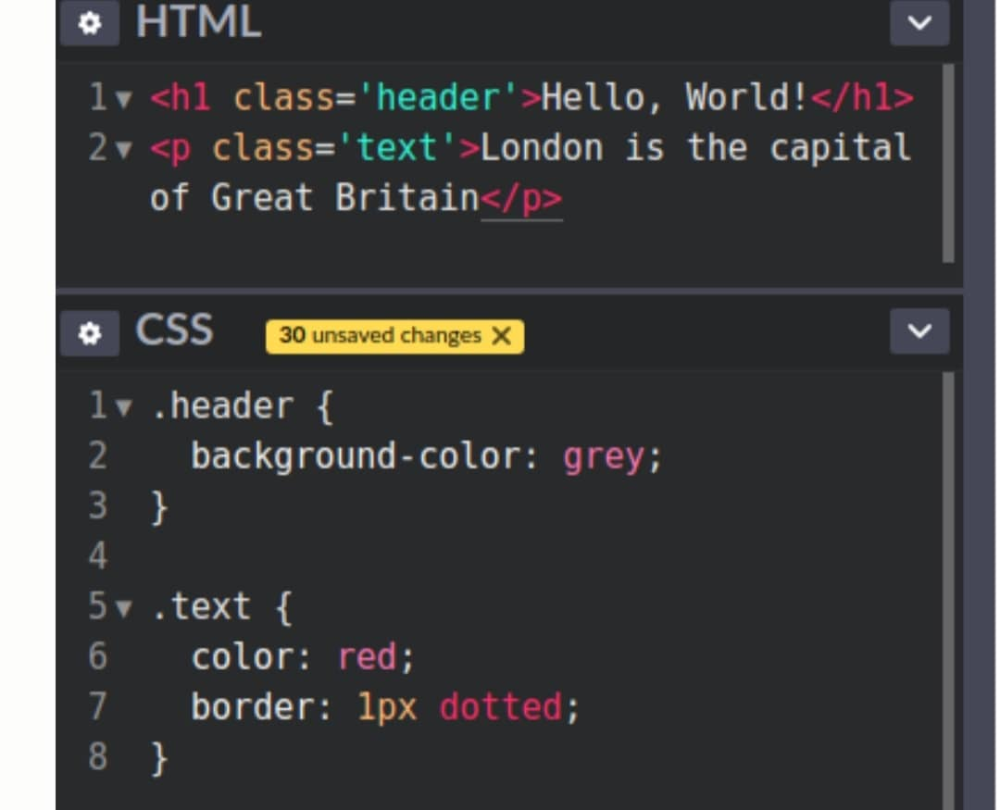 HTML
1 <h1 class='header'>Hello, World!</h1>
2 <p class='text'>London is the capital
of Great Britain</p>
CSS 30 unsaved changes X
1 .header {
2   background-color: grey;
3 }
4
5 .text {
6   color: red;
7   border: 1px dotted;
8 }